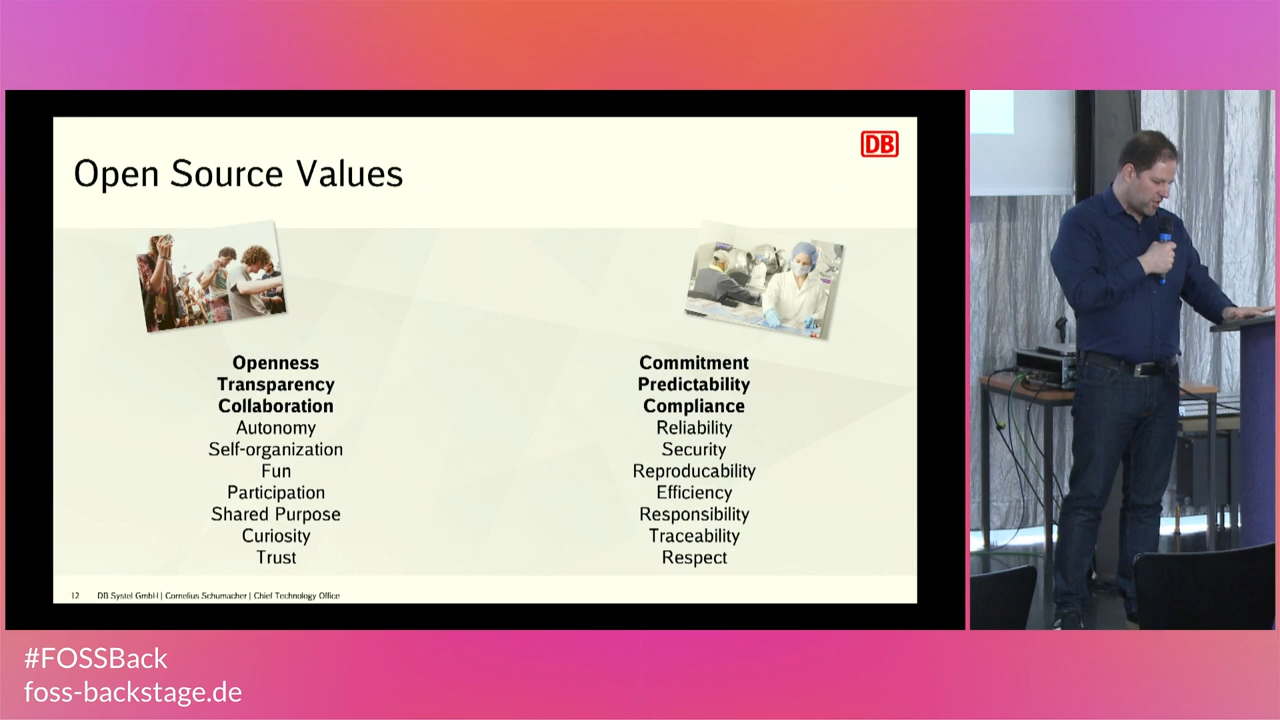 DB
Open Source Values
Openness
Transparency
Collaboration
Autonomy
Self-organization
Fun
Participation
Shared Purpose
Curiosity
Trust
Commitment
Predictability
Compliance
Reliability
Security
Reproducability
Efficiency
Responsibility
Traceability
Respect
12 DB Systel GmbH | Cornelius Schumacher | Chief Technology Office
#FOSSBack
foss-backstage.de